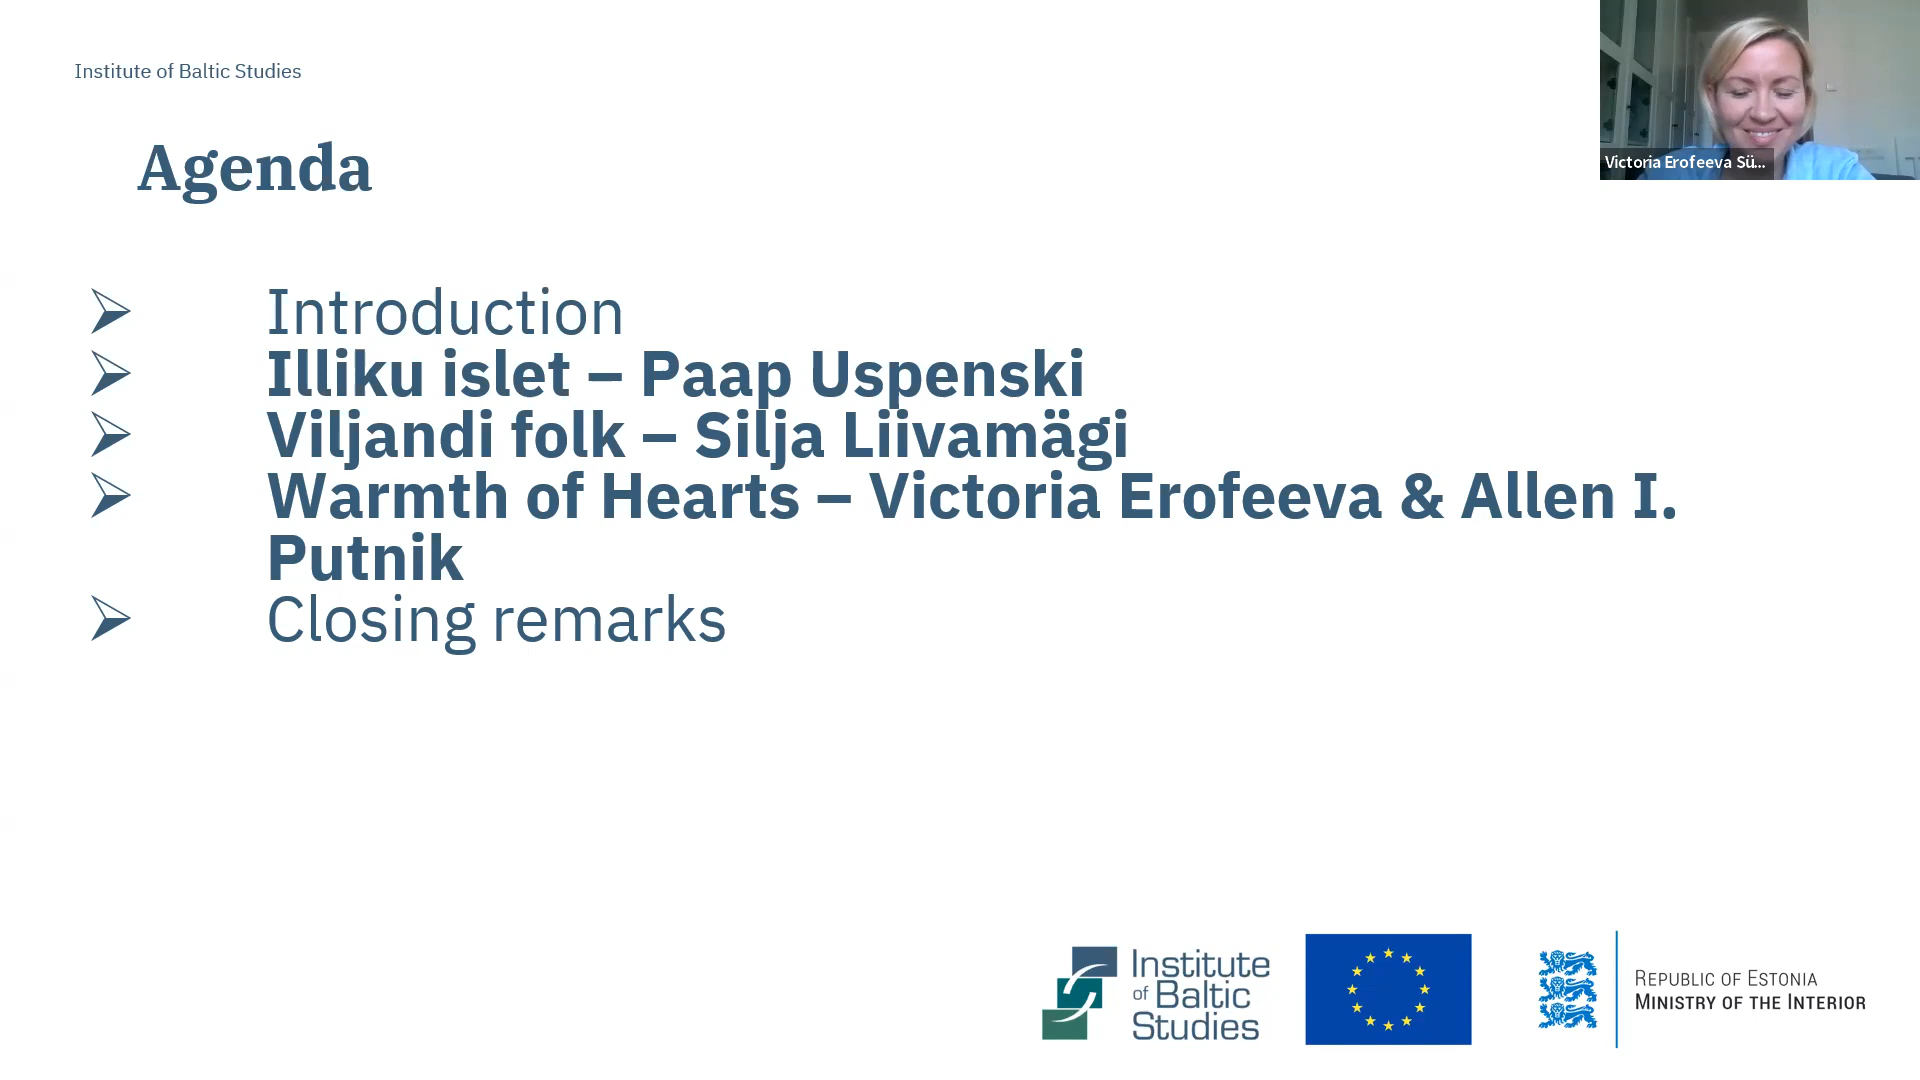 Institute of Baltic Studies
Victoria Erofeeva Sü...
Agenda
Introduction
Illiku islet – Paap Uspenski
Viljandi folk – Silja Liivamägi
Warmth of Hearts – Victoria Erofeeva & Allen I.
Putnik
Closing remarks
Institute
of Baltic
Studies
REPUBLIC OF ESTONIA
MINISTRY OF THE INTERIOR